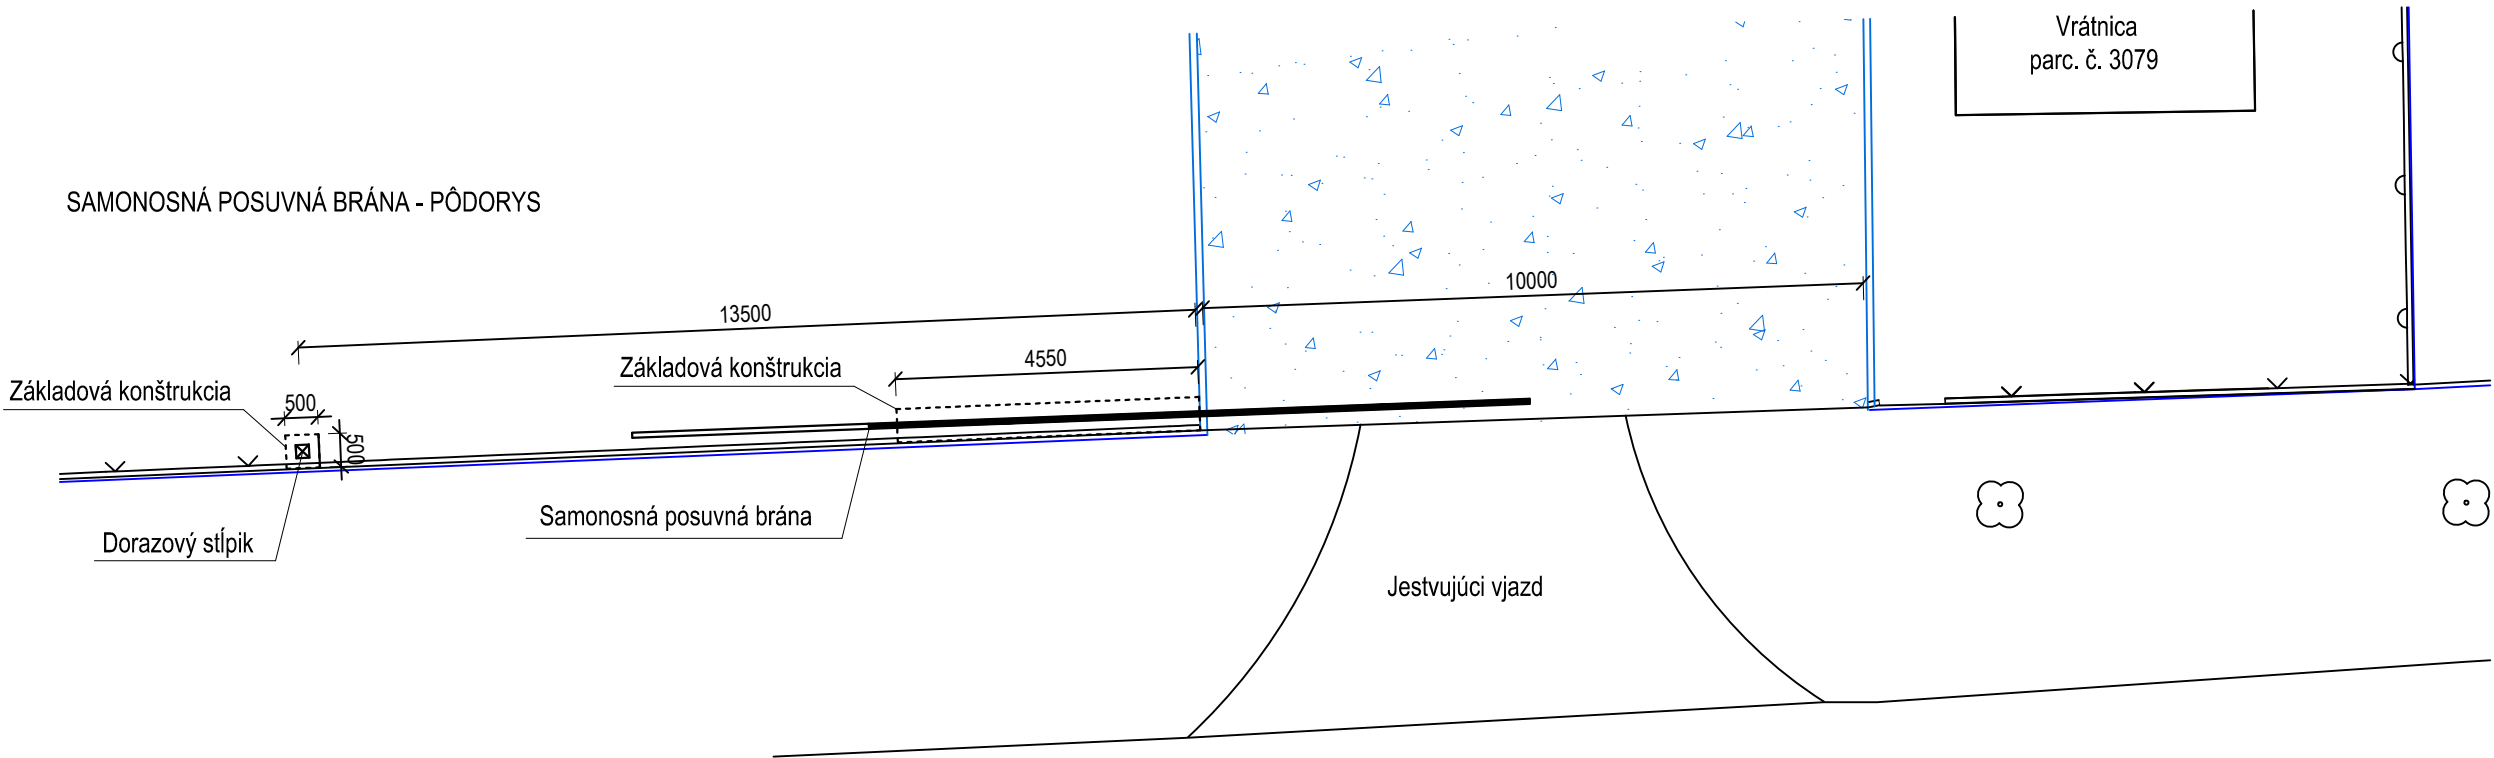 Vrátnica
parc. č. 3079
SAMONOSNÁ POSUVNÁ BRÁNA - PÔDORYS
10000
13500
4550
Základová konštrukcia
Základová konštrukcia
500
500
Samonosná posuvná brána
Dorazový stĺpik
Jestvujúci vjazd